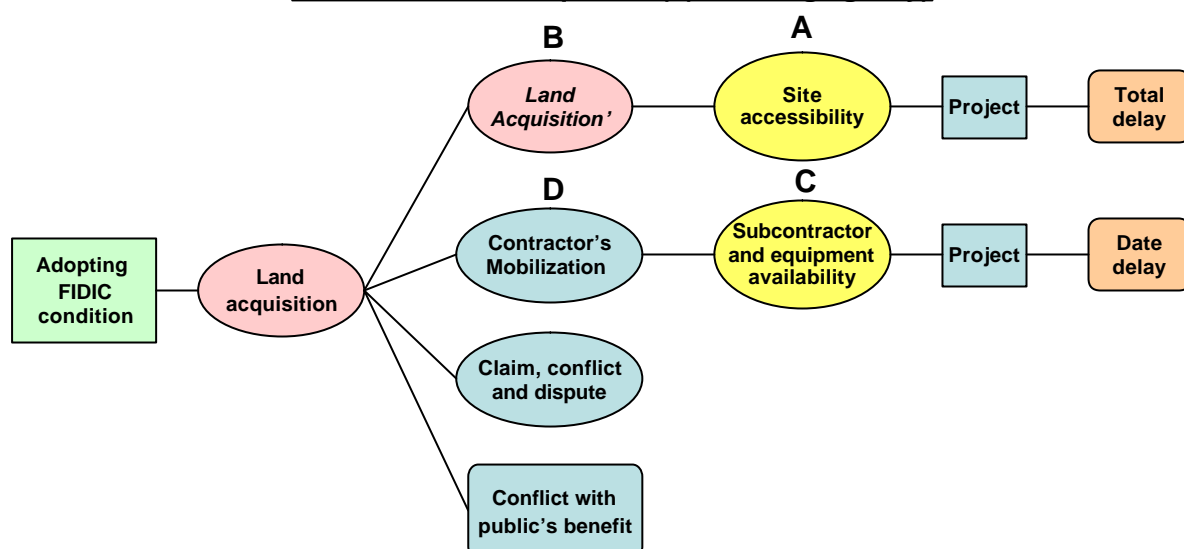 B
A
Land
Acquisition’
Site
accessibility
Project
Total
delay
D
C
Contractor’s
Mobilization
Subcontractor
and equipment
availability
Project
Date
delay
Adopting
FIDIC
condition
Land
acquisition
Claim, conflict
and dispute
Conflict with
public’s benefit